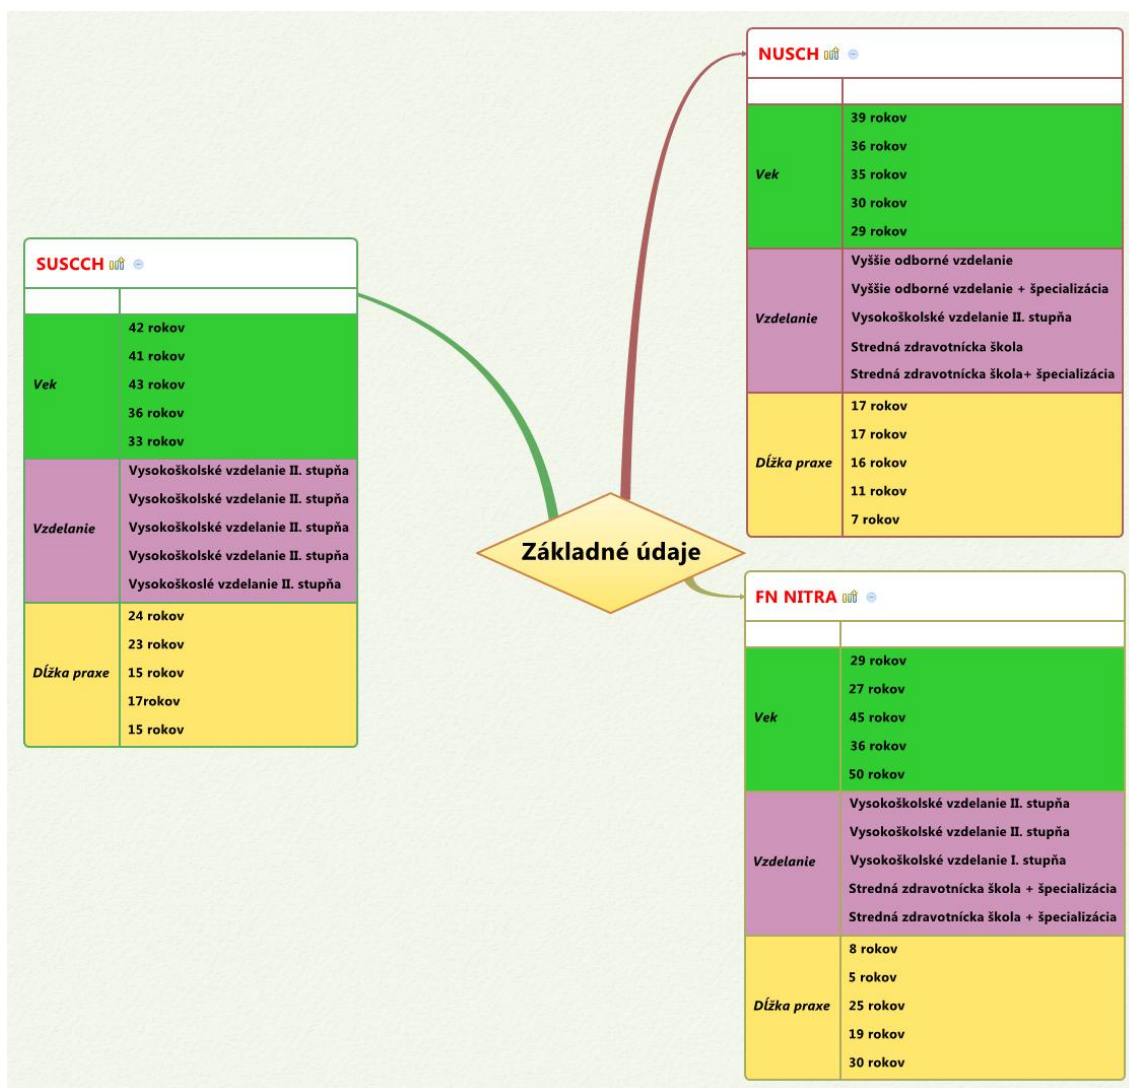 NUSCH
Vek
39 rokov
36 rokov
35 rokov
30 rokov
29 rokov
Vzdelanie
Vyššie odborné vzdelanie
Vyššie odborné vzdelanie + špecializácia
Vysokoškolské vzdelanie II. stupňa
Stredná zdravotnícka škola
Stredná zdravotnícka škola+ špecializácia
Dĺžka praxe
17 rokov
17 rokov
16 rokov
11 rokov
7 rokov
SUSCCH
Vek
42 rokov
41 rokov
43 rokov
36 rokov
33 rokov
Vzdelanie
Vysokoškolské vzdelanie II. stupňa
Vysokoškolské vzdelanie II. stupňa
Vysokoškolské vzdelanie II. stupňa
Vysokoškolské vzdelanie II. stupňa
Vysokoškoslé vzdelanie II. stupňa
Dĺžka praxe
24 rokov
23 rokov
15 rokov
17rokov
15 rokov
Základné údaje
FN NITRA
Vek
29 rokov
27 rokov
45 rokov
36 rokov
50 rokov
Vzdelanie
Vysokoškolské vzdelanie II. stupňa
Vysokoškolské vzdelanie II. stupňa
Vysokoškolské vzdelanie I. stupňa
Stredná zdravotnícka škola + špecializácia
Stredná zdravotnícka škola + špecializácia
Dĺžka praxe
8 rokov
5 rokov
25 rokov
19 rokov
30 rokov